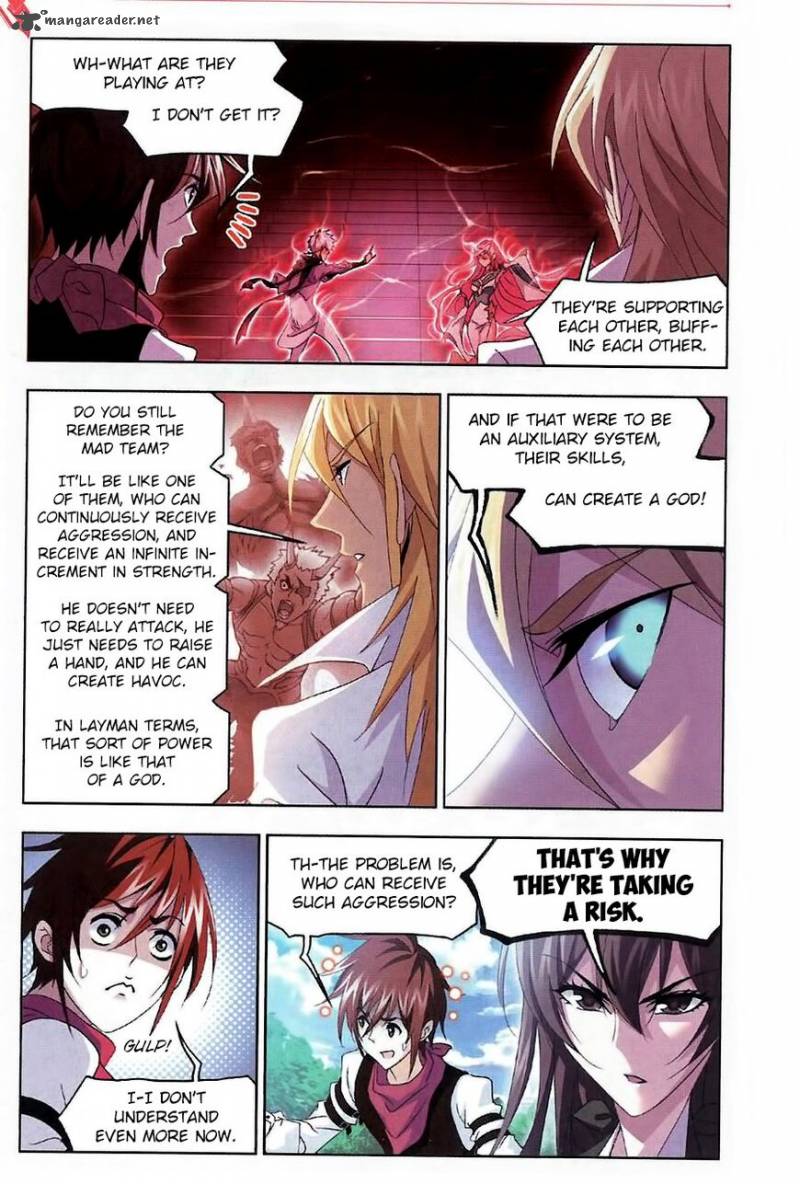 mangareader.net
WH-WHAT ARE THEY
PLAYING AT?
I DON'T GET IT?
THEY'RE SUPPORTING
EACH OTHER, BUFF-
ING EACH OTHER.
DO YOU STILL
REMEMBER THE
MAD TEAM?
IT'LL BE LIKE ONE
OF THEM, WHO CAN
CONTINUOUSLY RECEIVE
AGGRESSION, AND
RECEIVE AN INFINITE IN-
CREMENT IN STRENGTH.
HE DOESN'T NEED
TO REALLY ATTACK, HE
JUST NEEDS TO RAISE
A HAND, AND HE CAN
CREATE HAVOC.
IN LAYMAN TERMS,
THAT SORT OF POWER
IS LIKE THAT
OF A GOD.
AND IF THAT WERE TO BE
AN AUXILIARY SYSTEM,
THEIR SKILLS,
CAN CREATE A GOD!
GULP!
I-I DON'T
UNDERSTAND
EVEN MORE NOW.
TH-THE PROBLEM IS,
WHO CAN RECEIVE
SUCH AGGRESSION?
THAT'S WHY
THEY'RE TAKING
A RISK.